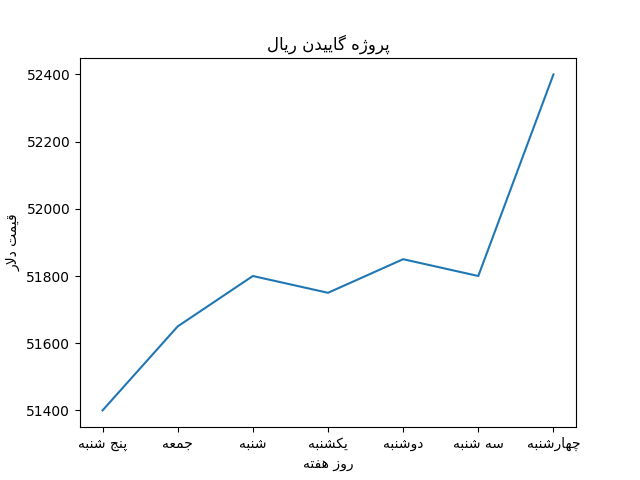 پروژه گاییدن ریال
قیمت دلار
52400
52200
52000
51800
51600
51400
پنج شنبه
جمعه
شنبه
یکشنبه
دوشنبه
سه شنبه
چهارشنبه
روز هفته